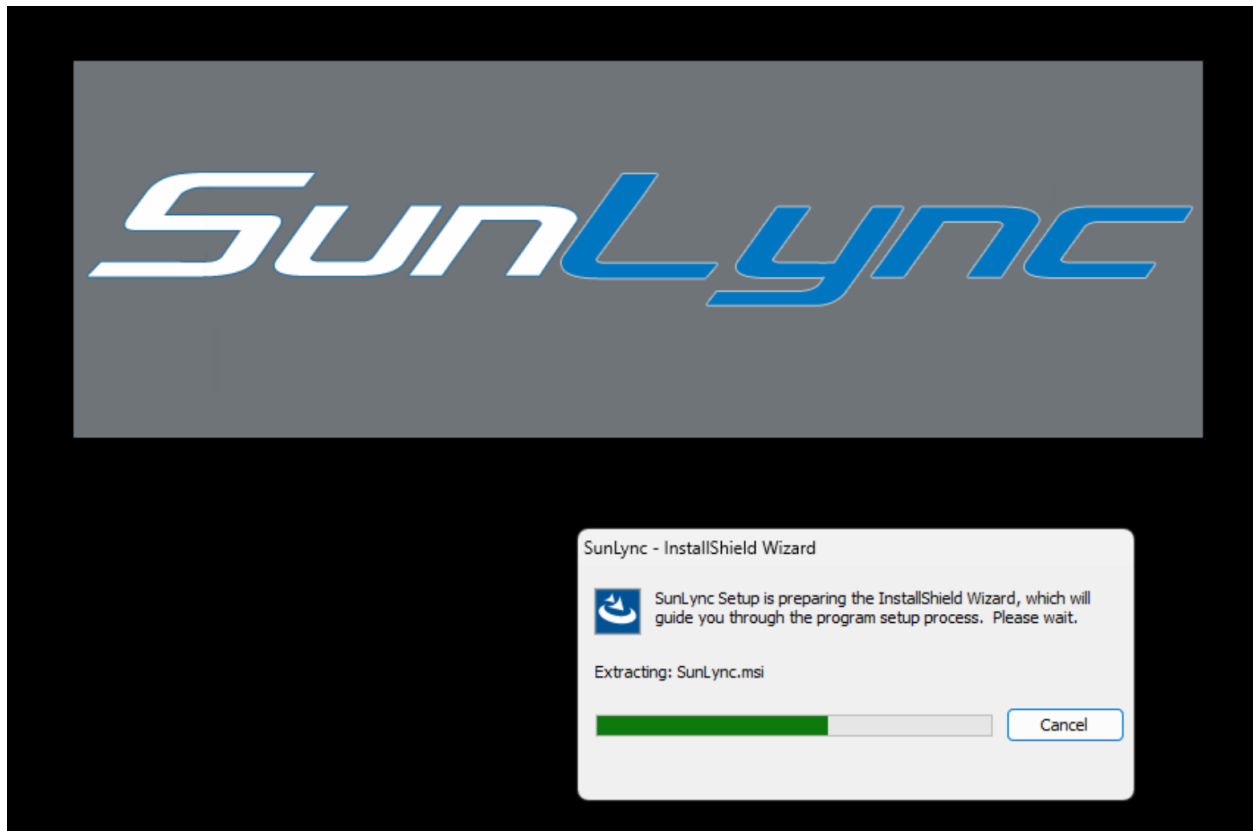 SunLync
SunLync - InstallShield Wizard
SunLync Setup is preparing the InstallShield Wizard, which will
guide you through the program setup process.  Please wait.
Extracting: SunLync.msi
Cancel